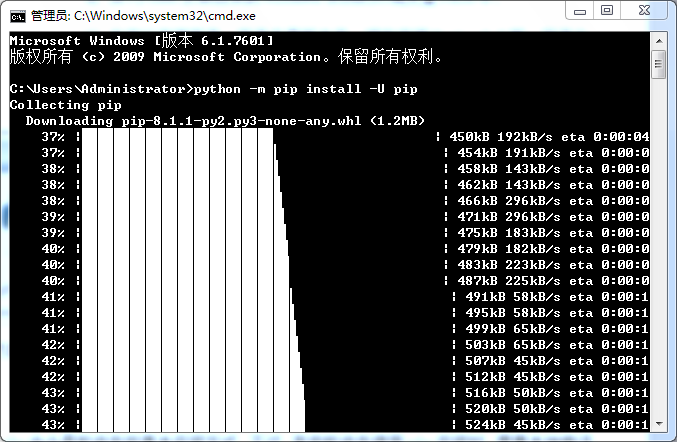 管理员: C:\Windows\system32\cmd.exe
Microsoft Windows [版本 6.1.7601]
版权所有 (c) 2009 Microsoft Corporation。保留所有权利。
C:\Users\Administrator>python -m pip install -U pip
Collecting pip
Downloading pip-8.1.1-py2.py3-none-any.whl (1.2MB)
37% | | 450kB 192kB/s eta 0:00:04
37% | | 454kB 191kB/s eta 0:00:0
38% | | 458kB 143kB/s eta 0:00:0
38% | | 462kB 143kB/s eta 0:00:0
38% | | 466kB 296kB/s eta 0:00:0
39% | | 471kB 296kB/s eta 0:00:0
39% | | 475kB 183kB/s eta 0:00:0
40% | | 479kB 182kB/s eta 0:00:0
40% | | 483kB 223kB/s eta 0:00:0
40% | | 487kB 225kB/s eta 0:00:0
41% | | 491kB 58kB/s eta 0:00:1
41% | | 495kB 58kB/s eta 0:00:1
41% | | 499kB 65kB/s eta 0:00:1
42% | | 503kB 65kB/s eta 0:00:1
42% | | 507kB 45kB/s eta 0:00:1
42% | | 512kB 45kB/s eta 0:00:1
43% | | 516kB 50kB/s eta 0:00:1
43% | | 520kB 50kB/s eta 0:00:1
43% | | 524kB 45kB/s eta 0:00:1